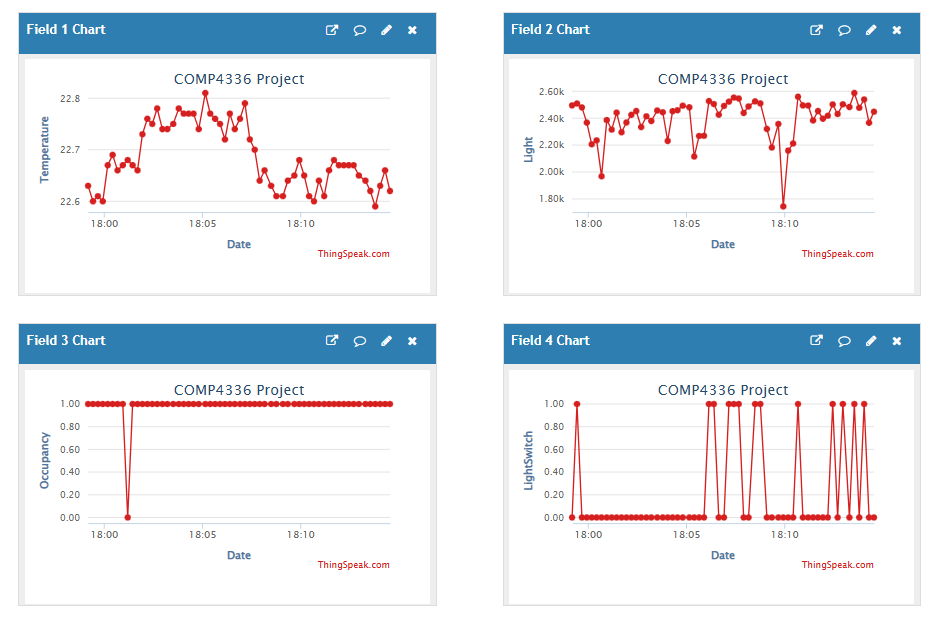 Field 1 Chart
COMP4336 Project
Temperature
22.8
22.7
22.6
18:00 18:05 18:10
Date
ThingSpeak.com
Field 2 Chart
COMP4336 Project
Light
2.60k
2.40k
2.20k
2.00k
1.80k
18:00 18:05 18:10
Date
ThingSpeak.com
Field 3 Chart
COMP4336 Project
Occupancy
1.00
0.80
0.60
0.40
0.20
0.00
18:00 18:05 18:10
Date
ThingSpeak.com
Field 4 Chart
COMP4336 Project
LightSwitch
1.00
0.80
0.60
0.40
0.20
0.00
18:00 18:05 18:10
Date
ThingSpeak.com